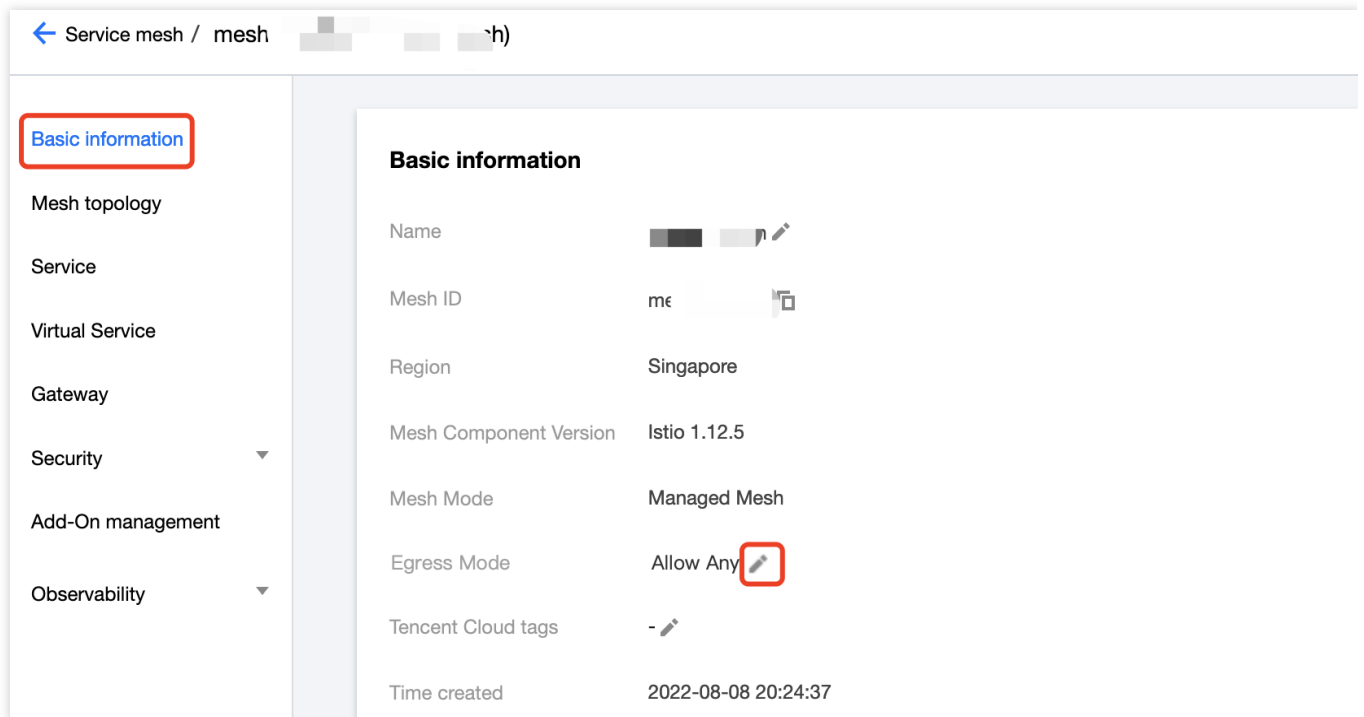 Service mesh / mesh h)
Basic information
Mesh topology
Service
Virtual Service
Gateway
Security
Add-On management
Observability
Basic information
Name
Mesh ID me
Region Singapore
Mesh Component Version Istio 1.12.5
Mesh Mode Managed Mesh
Egress Mode Allow Any
Tencent Cloud tags -
Time created 2022-08-08 20:24:37